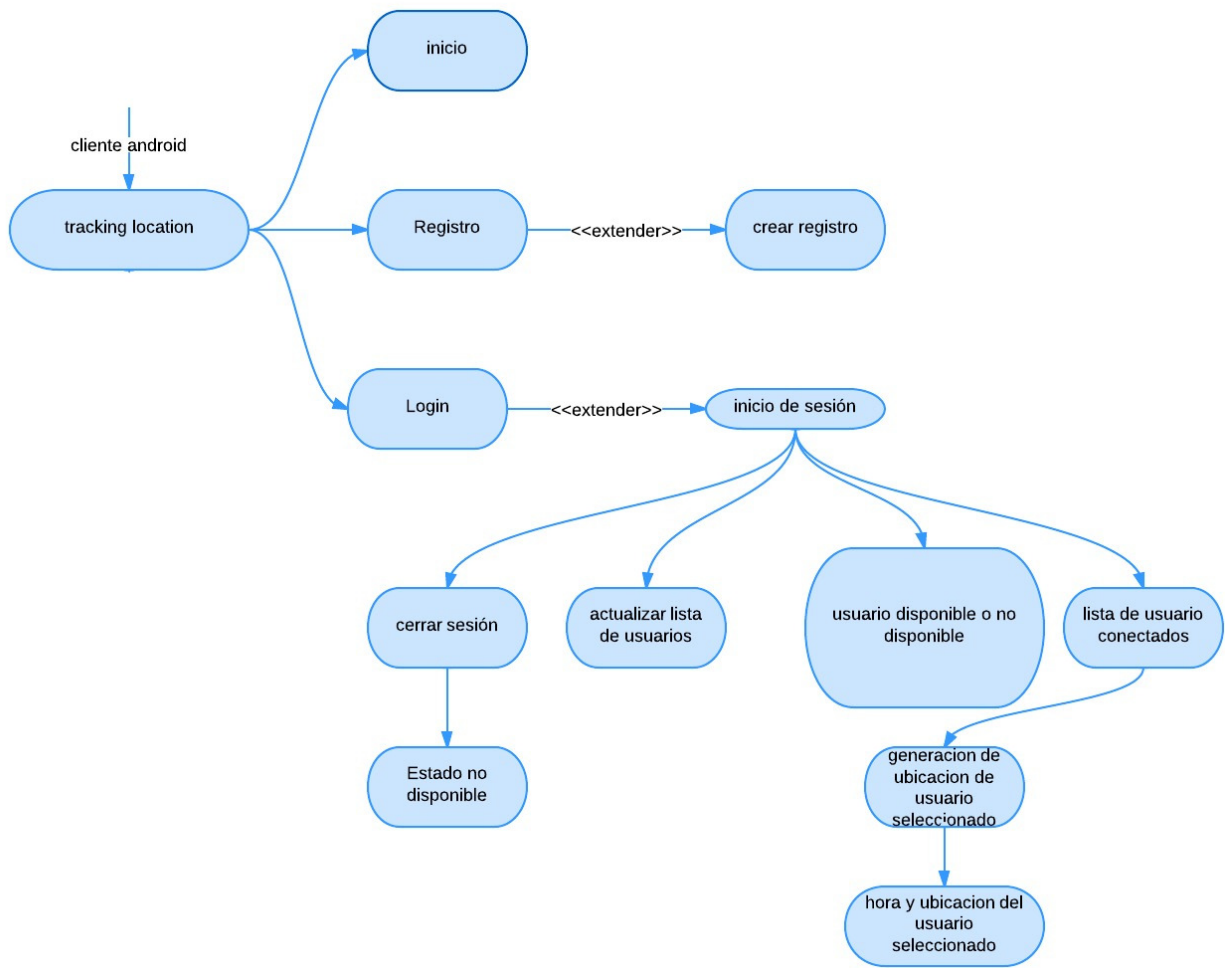 inicio
cliente android
tracking location
Registro
<<extender>>
crear registro
Login
<<extender>>
inicio de sesión
cerrar sesión
actualizar lista
de usuarios
usuario disponible o no
disponible
lista de usuario
conectados
Estado no
disponible
generacion de
ubicacion de
usuario
seleccionado
hora y ubicacion del
usuario
seleccionado